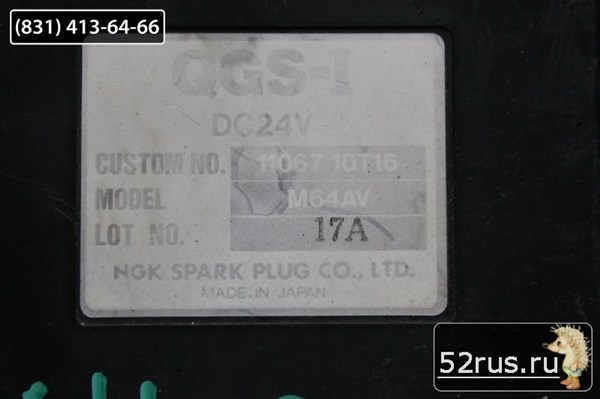 (831) 413-64-66
QGS-I
DC24V
CUSTOM NO. 11067 10T16
MODEL M64AV
LOT NO. 17A
NGK SPARK PLUG CO., LTD.
MADE IN JAPAN
52rus.ru